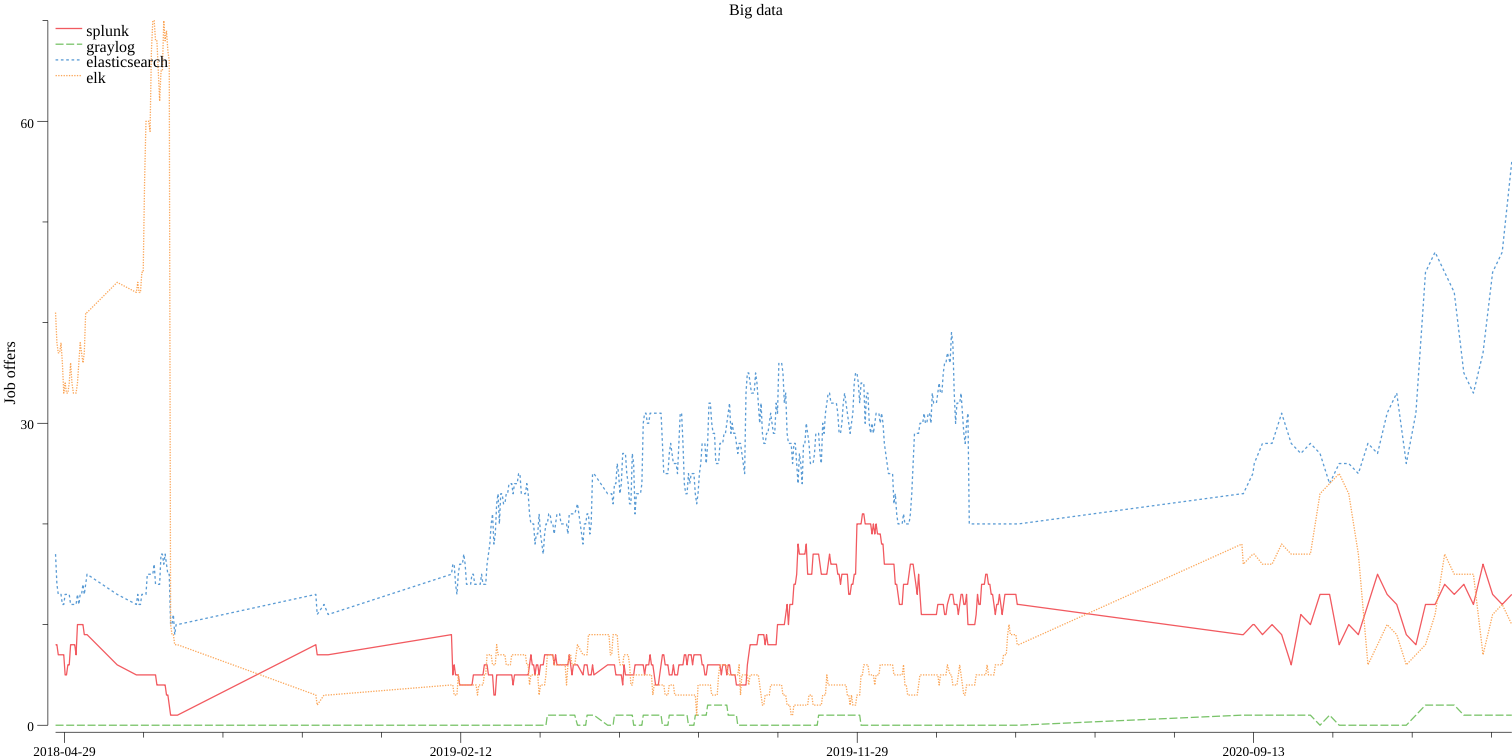 Big data
splunk
graylog
elasticsearch
elk
60
Job offers
30
0
2018-04-29
2019-02-12
2019-11-29
2020-09-13